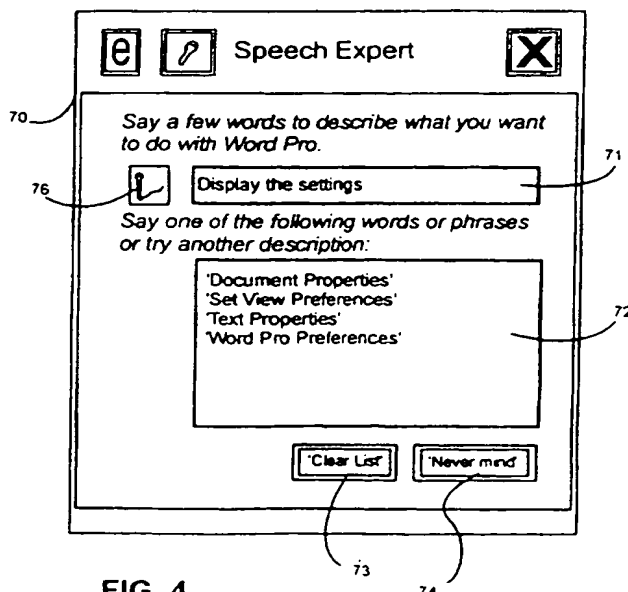 e Speech Expert X
70
Say a few words to describe what you want
to do with Word Pro.
76
Display the settings
71
Say one of the following words or phrases
or try another description:
'Document Properties'
'Set View Preferences'
'Text Properties'
'Word Pro Preferences'
72
'Clear List' 'Never mind'
73
74
FIG. 4